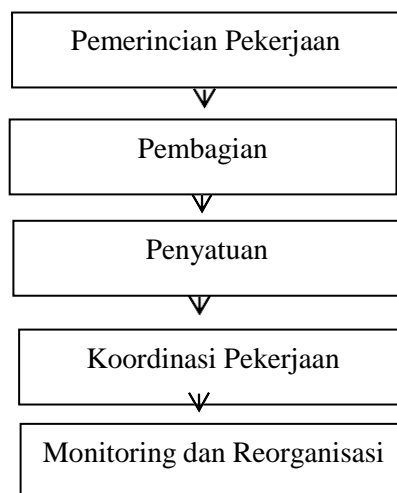 Pemerincian Pekerjaan
Pembagian
Penyatuan
Koordinasi Pekerjaan
Monitoring dan Reorganisasi